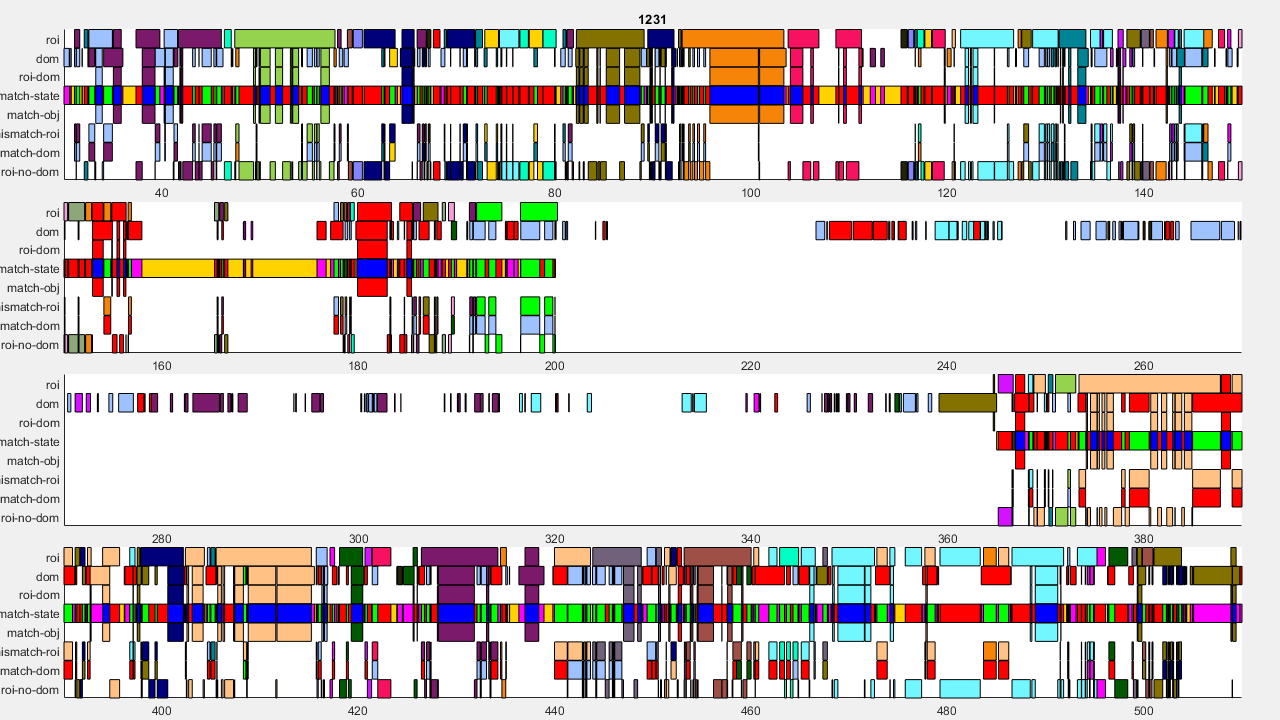 1231
roi
dom
roi-dom
match-state
match-obj
ismatch-roi
match-dom
roi-no-dom
40 60 80 100 120 140
roi
dom
roi-dom
match-state
match-obj
ismatch-roi
match-dom
roi-no-dom
160 180 200 220 240 260
roi
dom
roi-dom
match-state
match-obj
ismatch-roi
match-dom
roi-no-dom
280 300 320 340 360 380
roi
dom
roi-dom
match-state
match-obj
ismatch-roi
match-dom
roi-no-dom
400 420 440 460 480 500